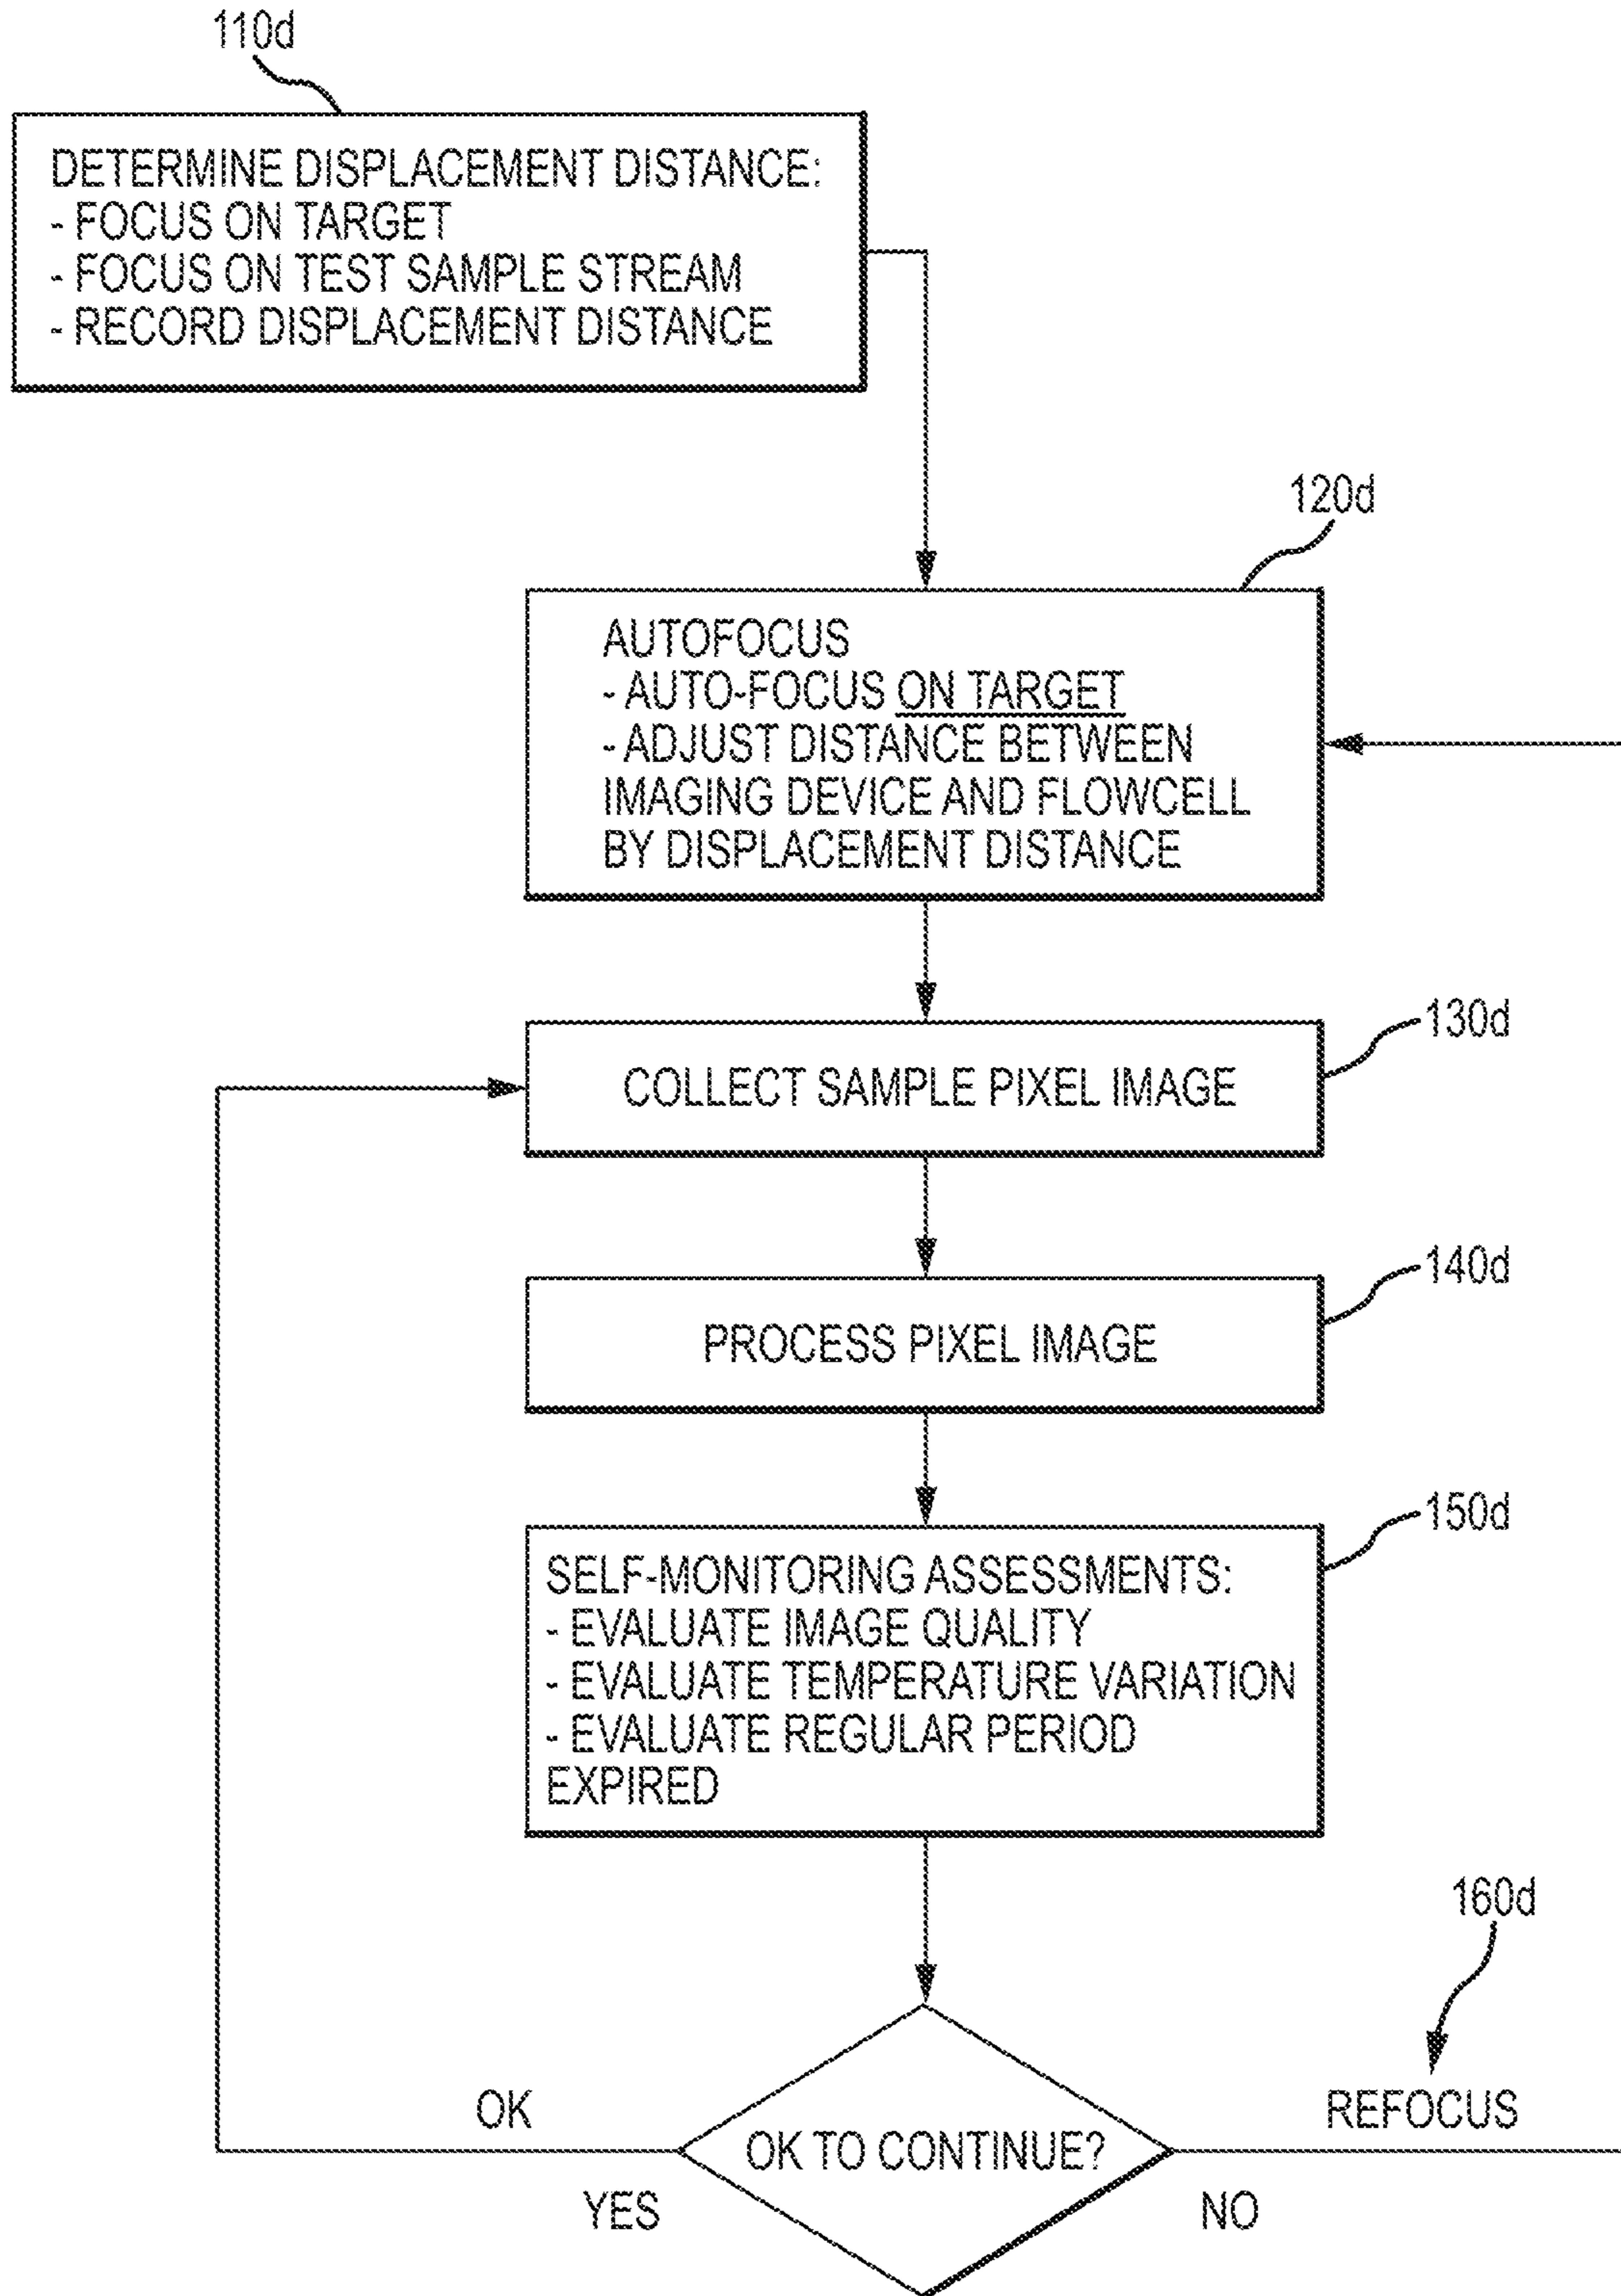 110d
DETERMINE DISPLACEMENT DISTANCE:
- FOCUS ON TARGET
- FOCUS ON TEST SAMPLE STREAM
- RECORD DISPLACEMENT DISTANCE
120d
AUTOFOCUS
- AUTO-FOCUS ON TARGET
- ADJUST DISTANCE BETWEEN
IMAGING DEVICE AND FLOWCELL
BY DISPLACEMENT DISTANCE
130d
COLLECT SAMPLE PIXEL IMAGE
140d
PROCESS PIXEL IMAGE
150d
SELF-MONITORING ASSESSMENTS:
- EVALUATE IMAGE QUALITY
- EVALUATE TEMPERATURE VARIATION
- EVALUATE REGULAR PERIOD
EXPIRED
160d
OK
REFOCUS
OK TO CONTINUE?
YES
NO